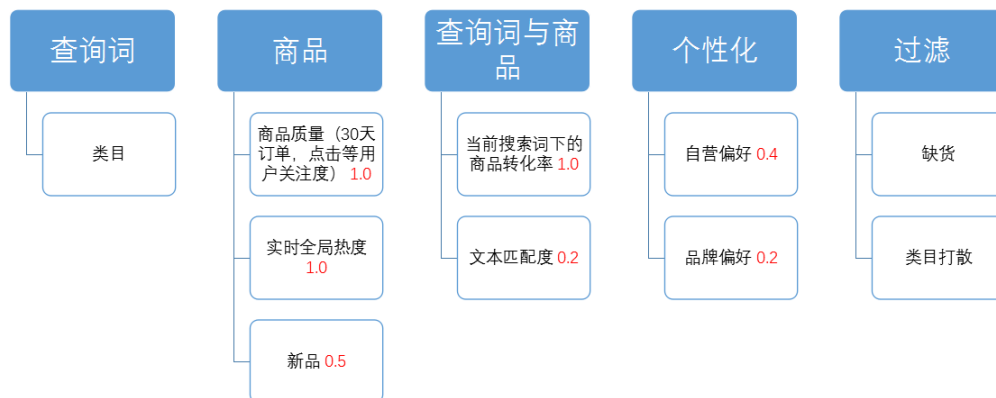 查询词
类目
商品
商品质量（30天
订单，点击等用
户关注度） 1.0
实时全局热度
1.0
新品 0.5
查询词与商
品
当前搜索词下的
商品转化率 1.0
文本匹配度 0.2
个性化
自营偏好 0.4
品牌偏好 0.2
过滤
缺货
类目打散